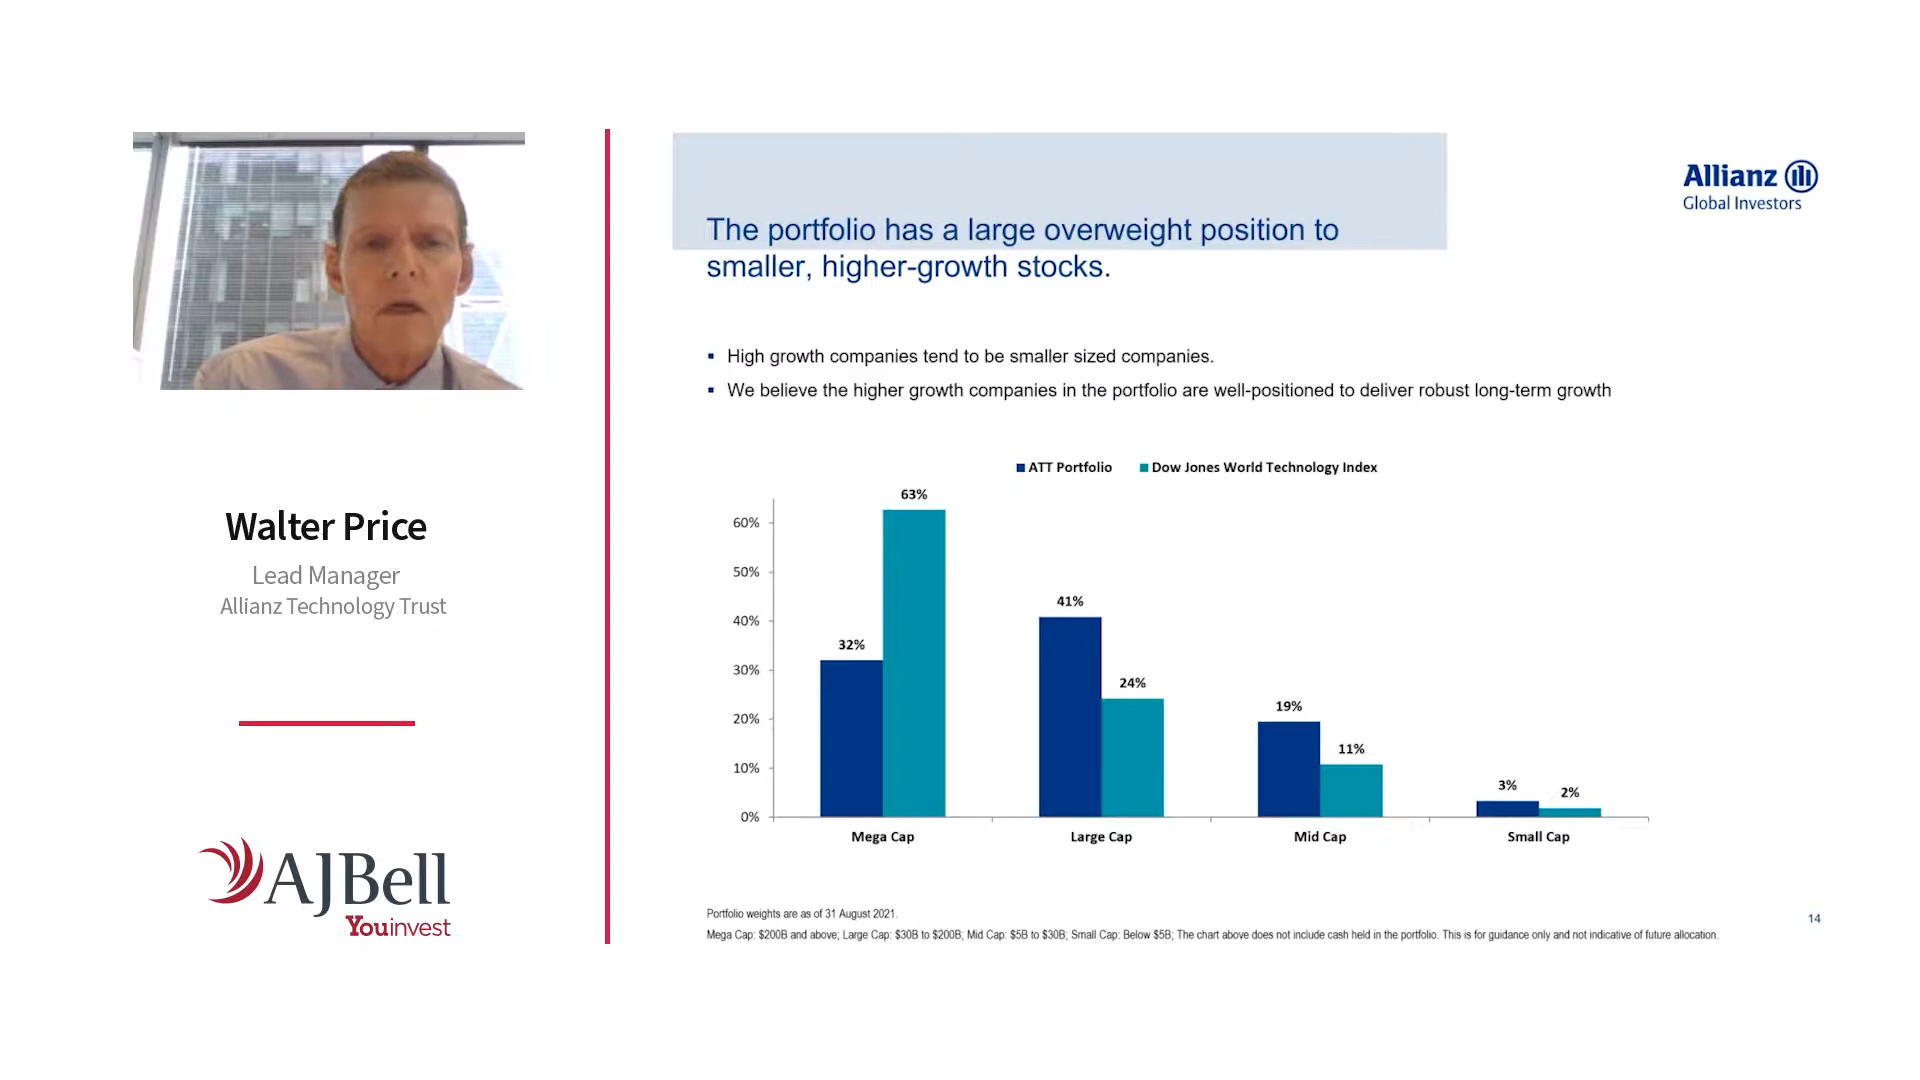 Walter Price
Lead Manager
Allianz Technology Trust
AJBell
Youinvest
Allianz
Global Investors
The portfolio has a large overweight position to
smaller, higher-growth stocks.
High growth companies tend to be smaller sized companies.
We believe the higher growth companies in the portfolio are well-positioned to deliver robust long-term growth
ATT Portfolio Dow Jones World Technology Index
63%
60%
50%
41%
40%
32%
30%
24%
20%
19%
11%
10%
3%
2%
0%
Mega Cap Large Cap Mid Cap Small Cap
Portfolio weights are as of 31 August 2021.
Mega Cap: $200B and above; Large Cap: $30B to $200B; Mid Cap: $5B to $30B; Small Cap: Below $5B; The chart above does not include cash held in the portfolio. This is for guidance only and not indicative of future allocation.
14